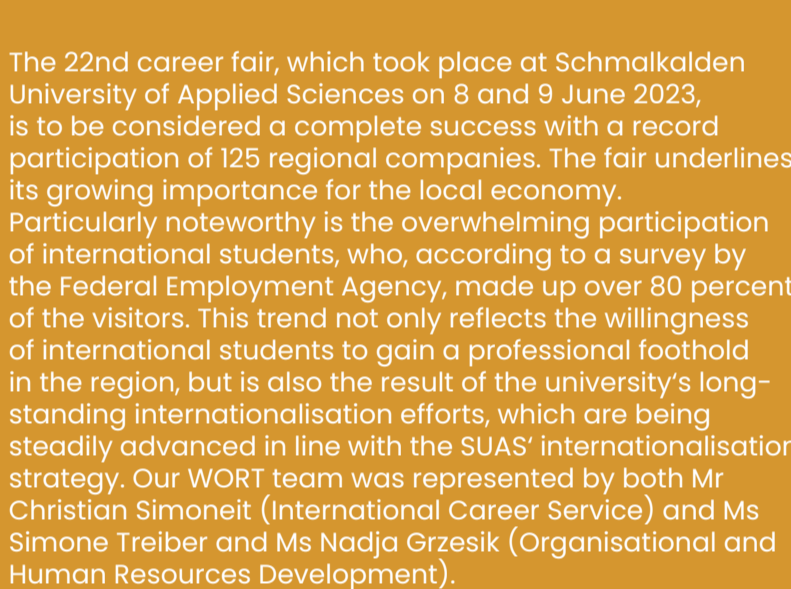 The 22nd career fair, which took place at Schmalkalden
University of Applied Sciences on 8 and 9 June 2023,
is to be considered a complete success with a record
participation of 125 regional companies. The fair underlines
its growing importance for the local economy.
Particularly noteworthy is the overwhelming participation
of international students, who, according to a survey by
the Federal Employment Agency, made up over 80 percent
of the visitors. This trend not only reflects the willingness
of international students to gain a professional foothold
in the region, but is also the result of the university‘s long-
standing internationalisation efforts, which are being
steadily advanced in line with the SUAS‘ internationalisation
strategy. Our WORT team was represented by both Mr
Christian Simoneit (International Career Service) and Ms
Simone Treiber and Ms Nadja Grzesik (Organisational and
Human Resources Development).